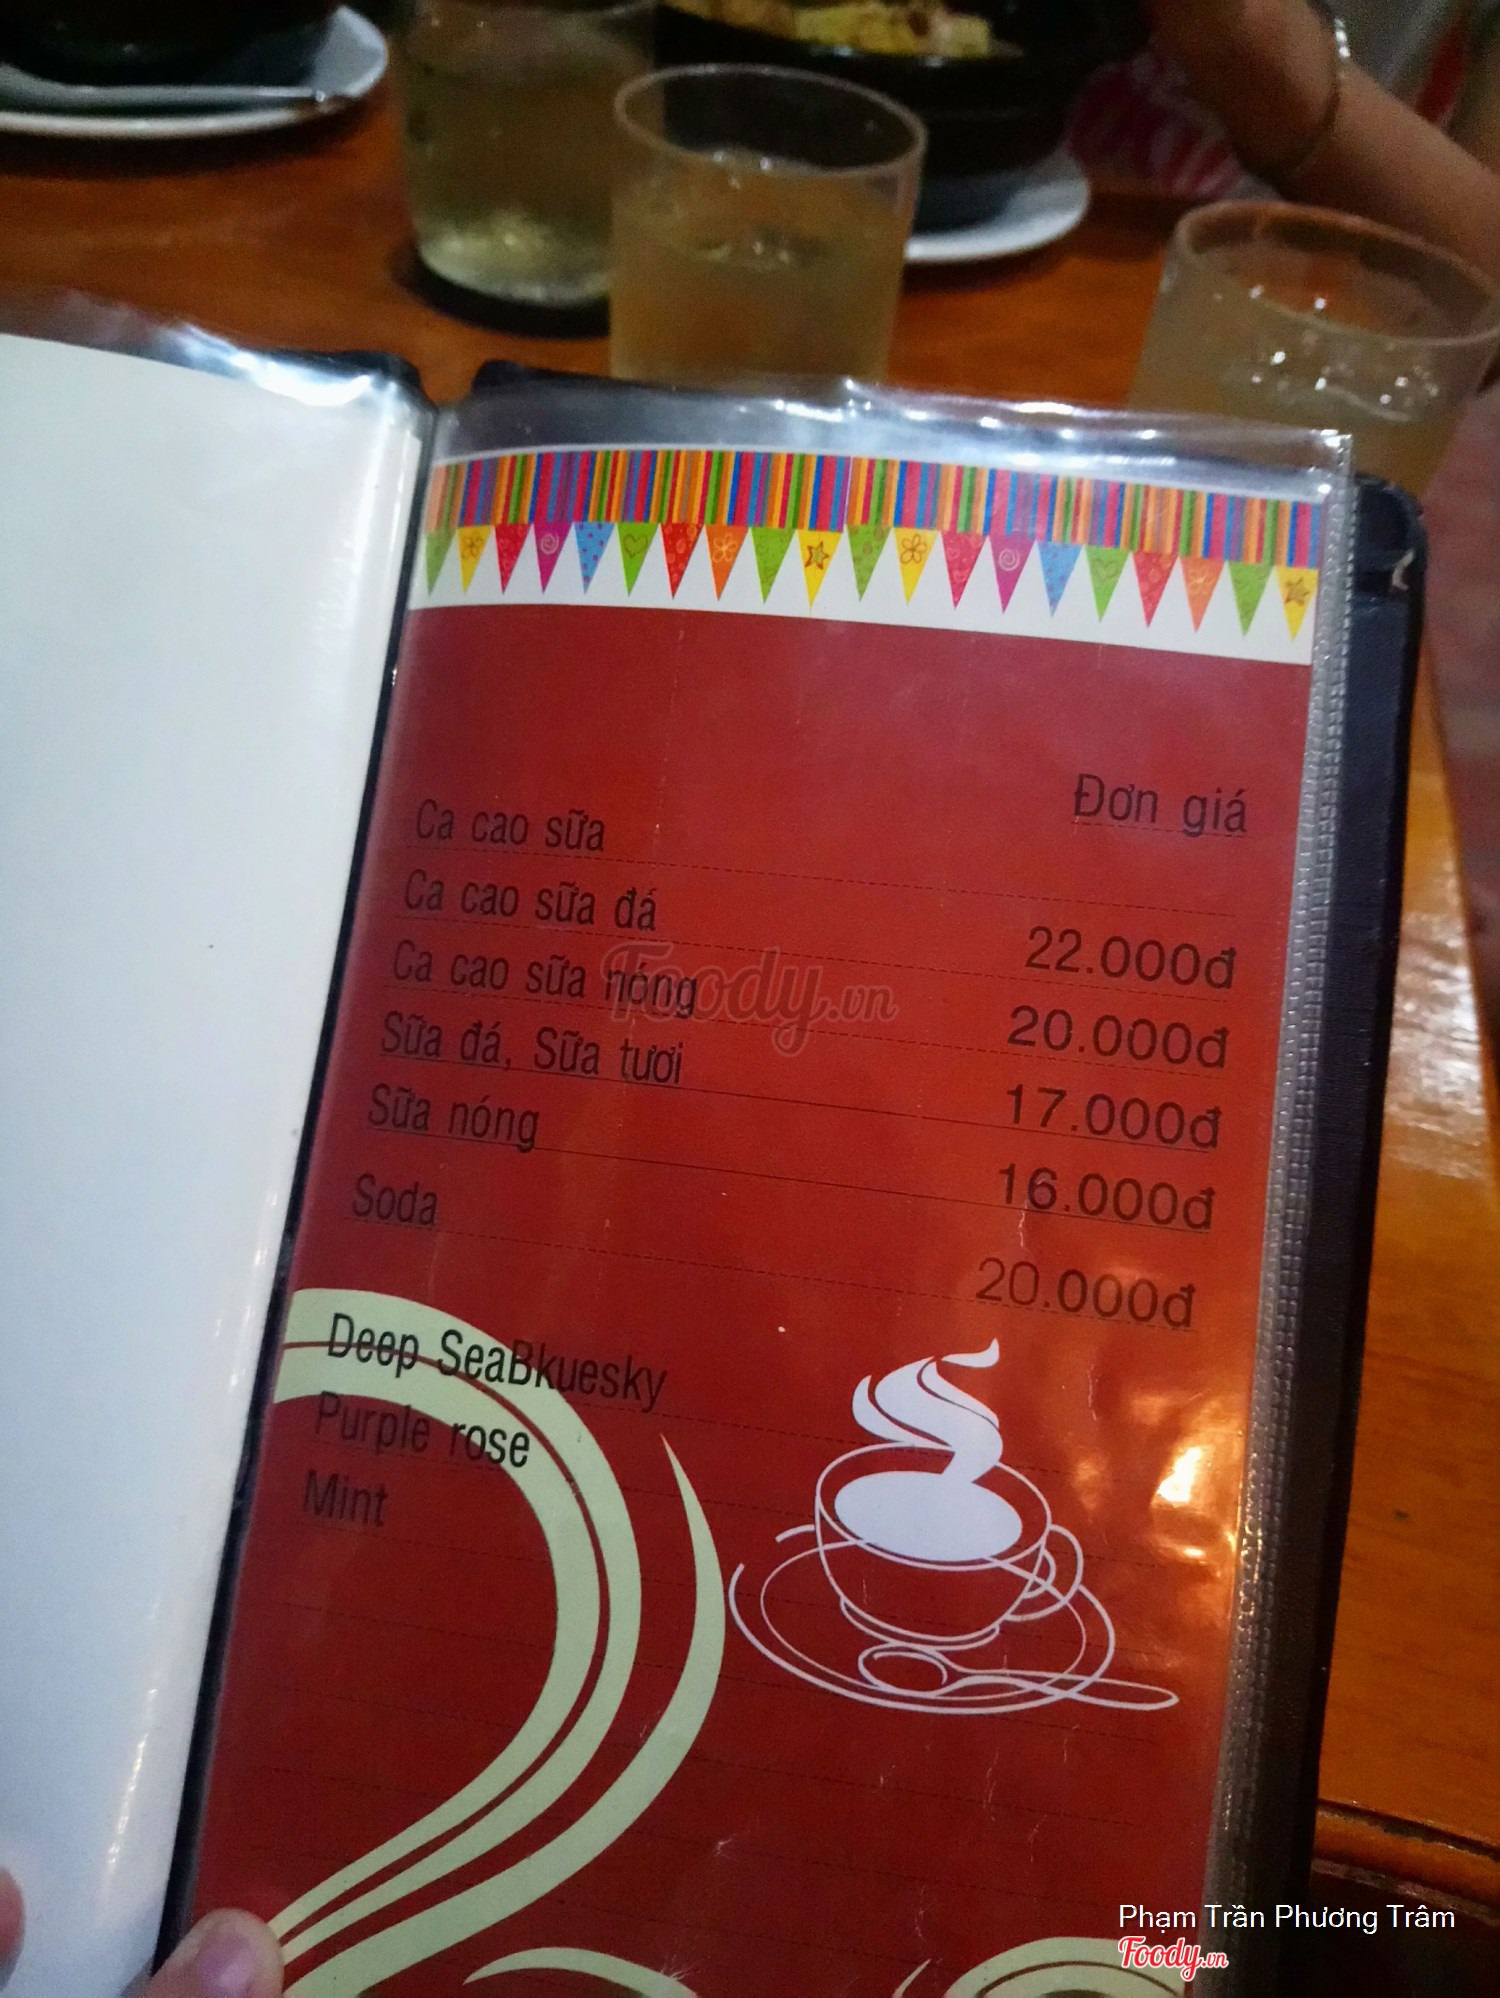 Đơn giá
Ca cao sữa
Ca cao sữa đá 22.000đ
Ca cao sữa nóng 20.000đ
Sữa đá, Sữa tươi 17.000đ
Sữa nóng 16.000đ
Soda 20.000đ
Deep SeaBkuesky
Purple rose
Mint
Foody.vn
Phạm Trần Phương Trâm
Foody.vn